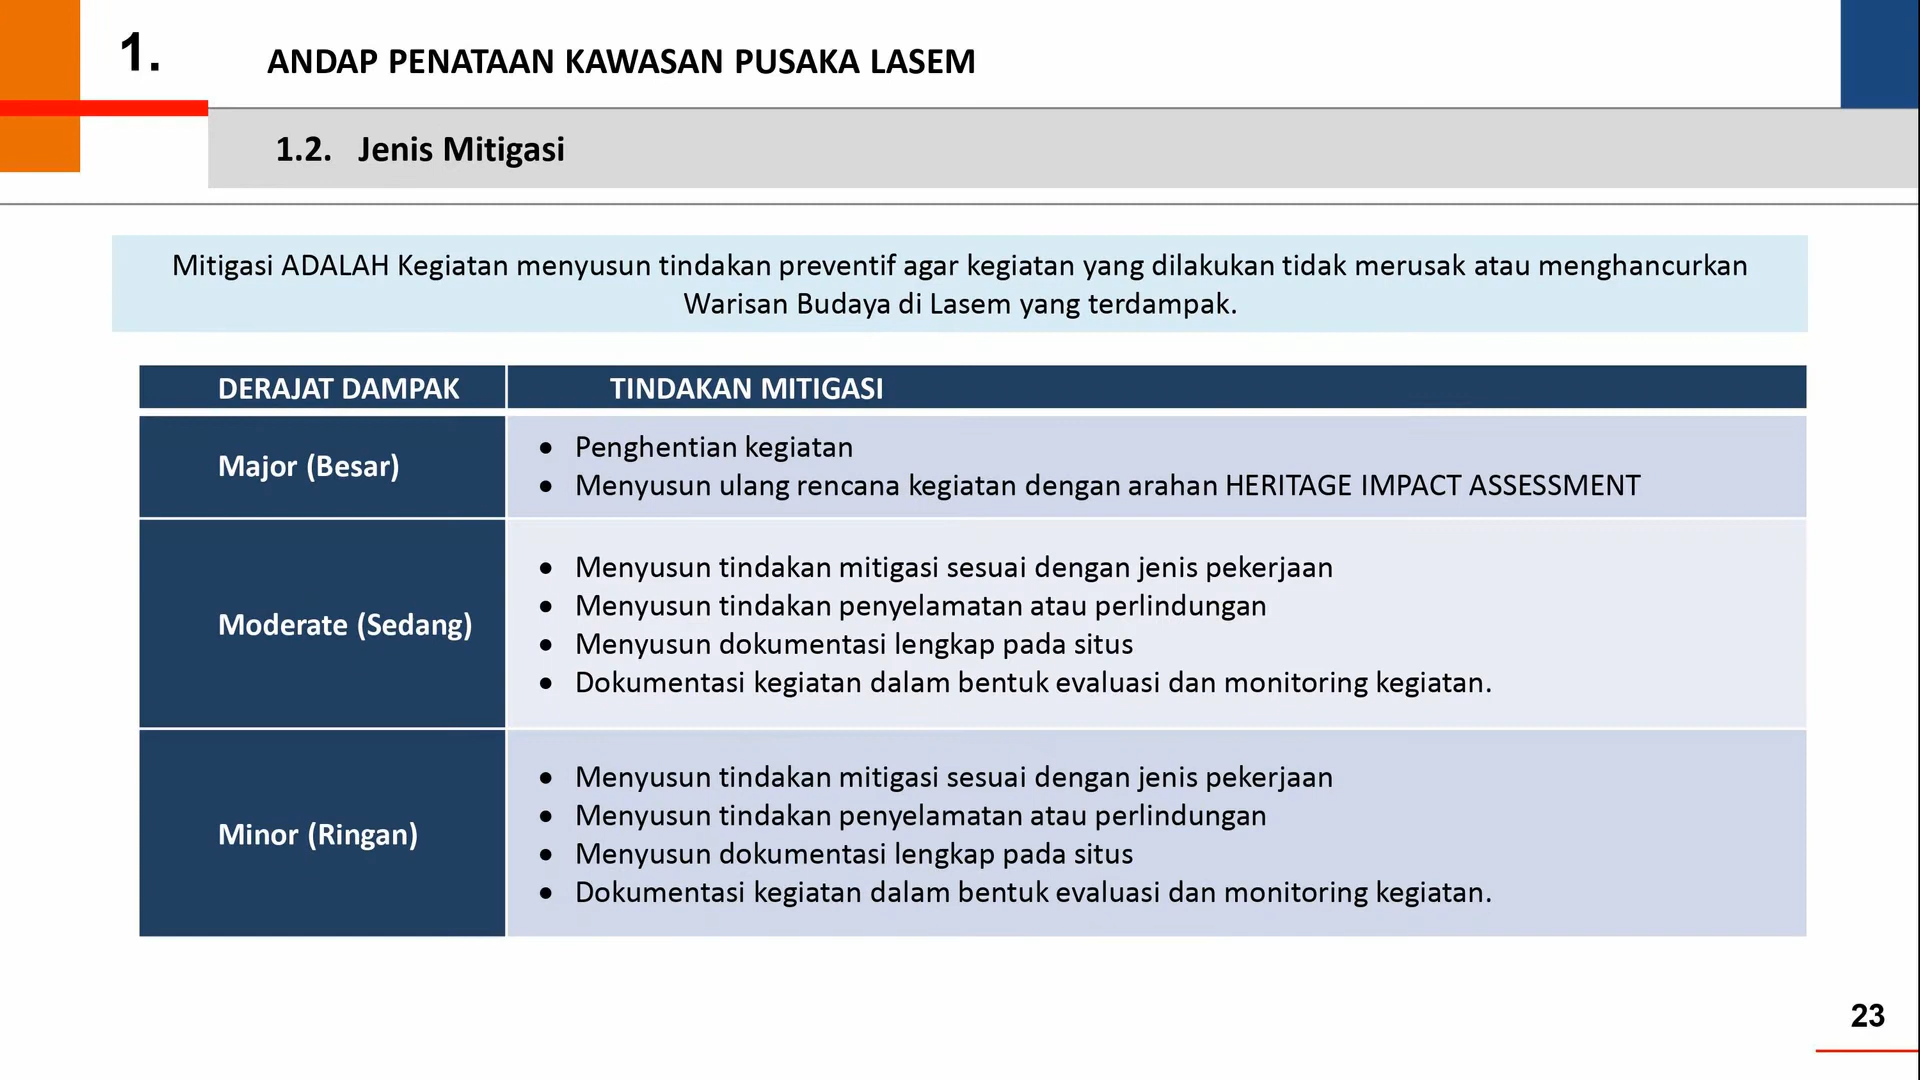 1.
ANDAP PENATAAN KAWASAN PUSAKA LASEM
1.2. Jenis Mitigasi
Mitigasi ADALAH Kegiatan menyusun tindakan preventif agar kegiatan yang dilakukan tidak merusak atau menghancurkan
Warisan Budaya di Lasem yang terdampak.
DERAJAT DAMPAK
TINDAKAN MITIGASI
Major (Besar)
• Penghentian kegiatan
• Menyusun ulang rencana kegiatan dengan arahan HERITAGE IMPACT ASSESSMENT
Moderate (Sedang)
• Menyusun tindakan mitigasi sesuai dengan jenis pekerjaan
• Menyusun tindakan penyelamatan atau perlindungan
• Menyusun dokumentasi lengkap pada situs
• Dokumentasi kegiatan dalam bentuk evaluasi dan monitoring kegiatan.
Minor (Ringan)
• Menyusun tindakan mitigasi sesuai dengan jenis pekerjaan
• Menyusun tindakan penyelamatan atau perlindungan
• Menyusun dokumentasi lengkap pada situs
• Dokumentasi kegiatan dalam bentuk evaluasi dan monitoring kegiatan.
23